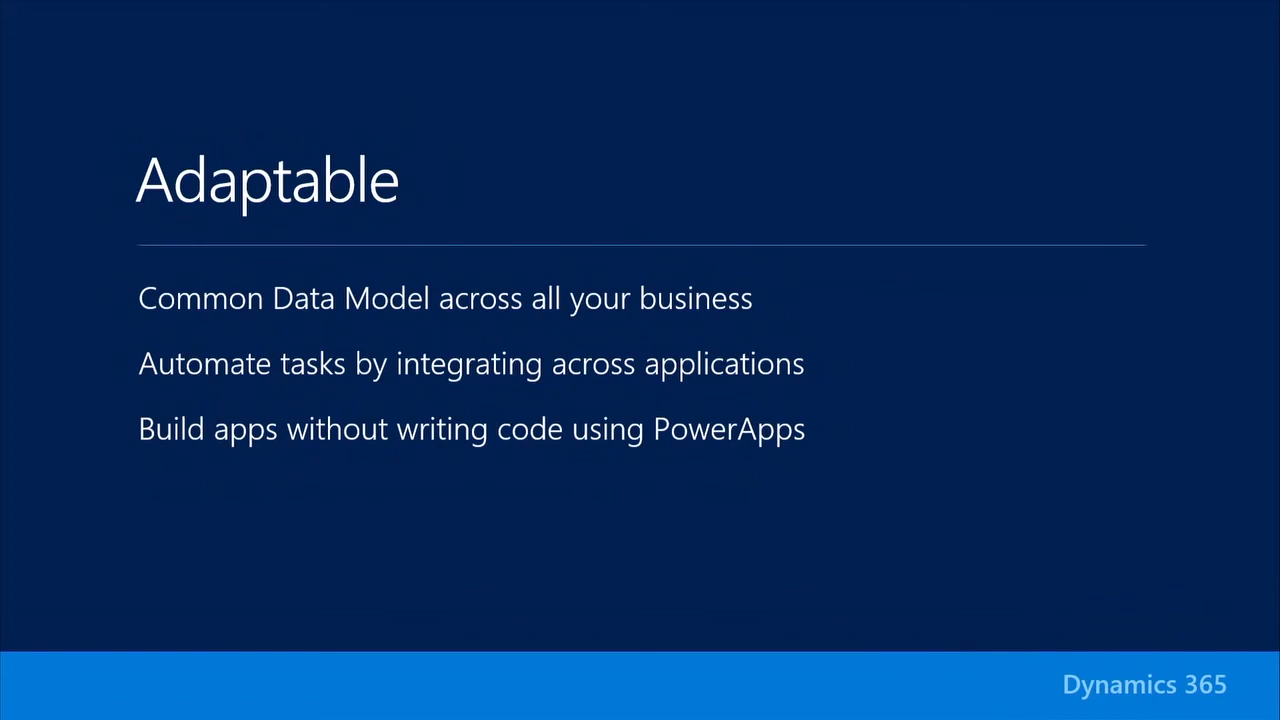 Adaptable
Common Data Model across all your business
Automate tasks by integrating across applications
Build apps without writing code using PowerApps
Dynamics 365